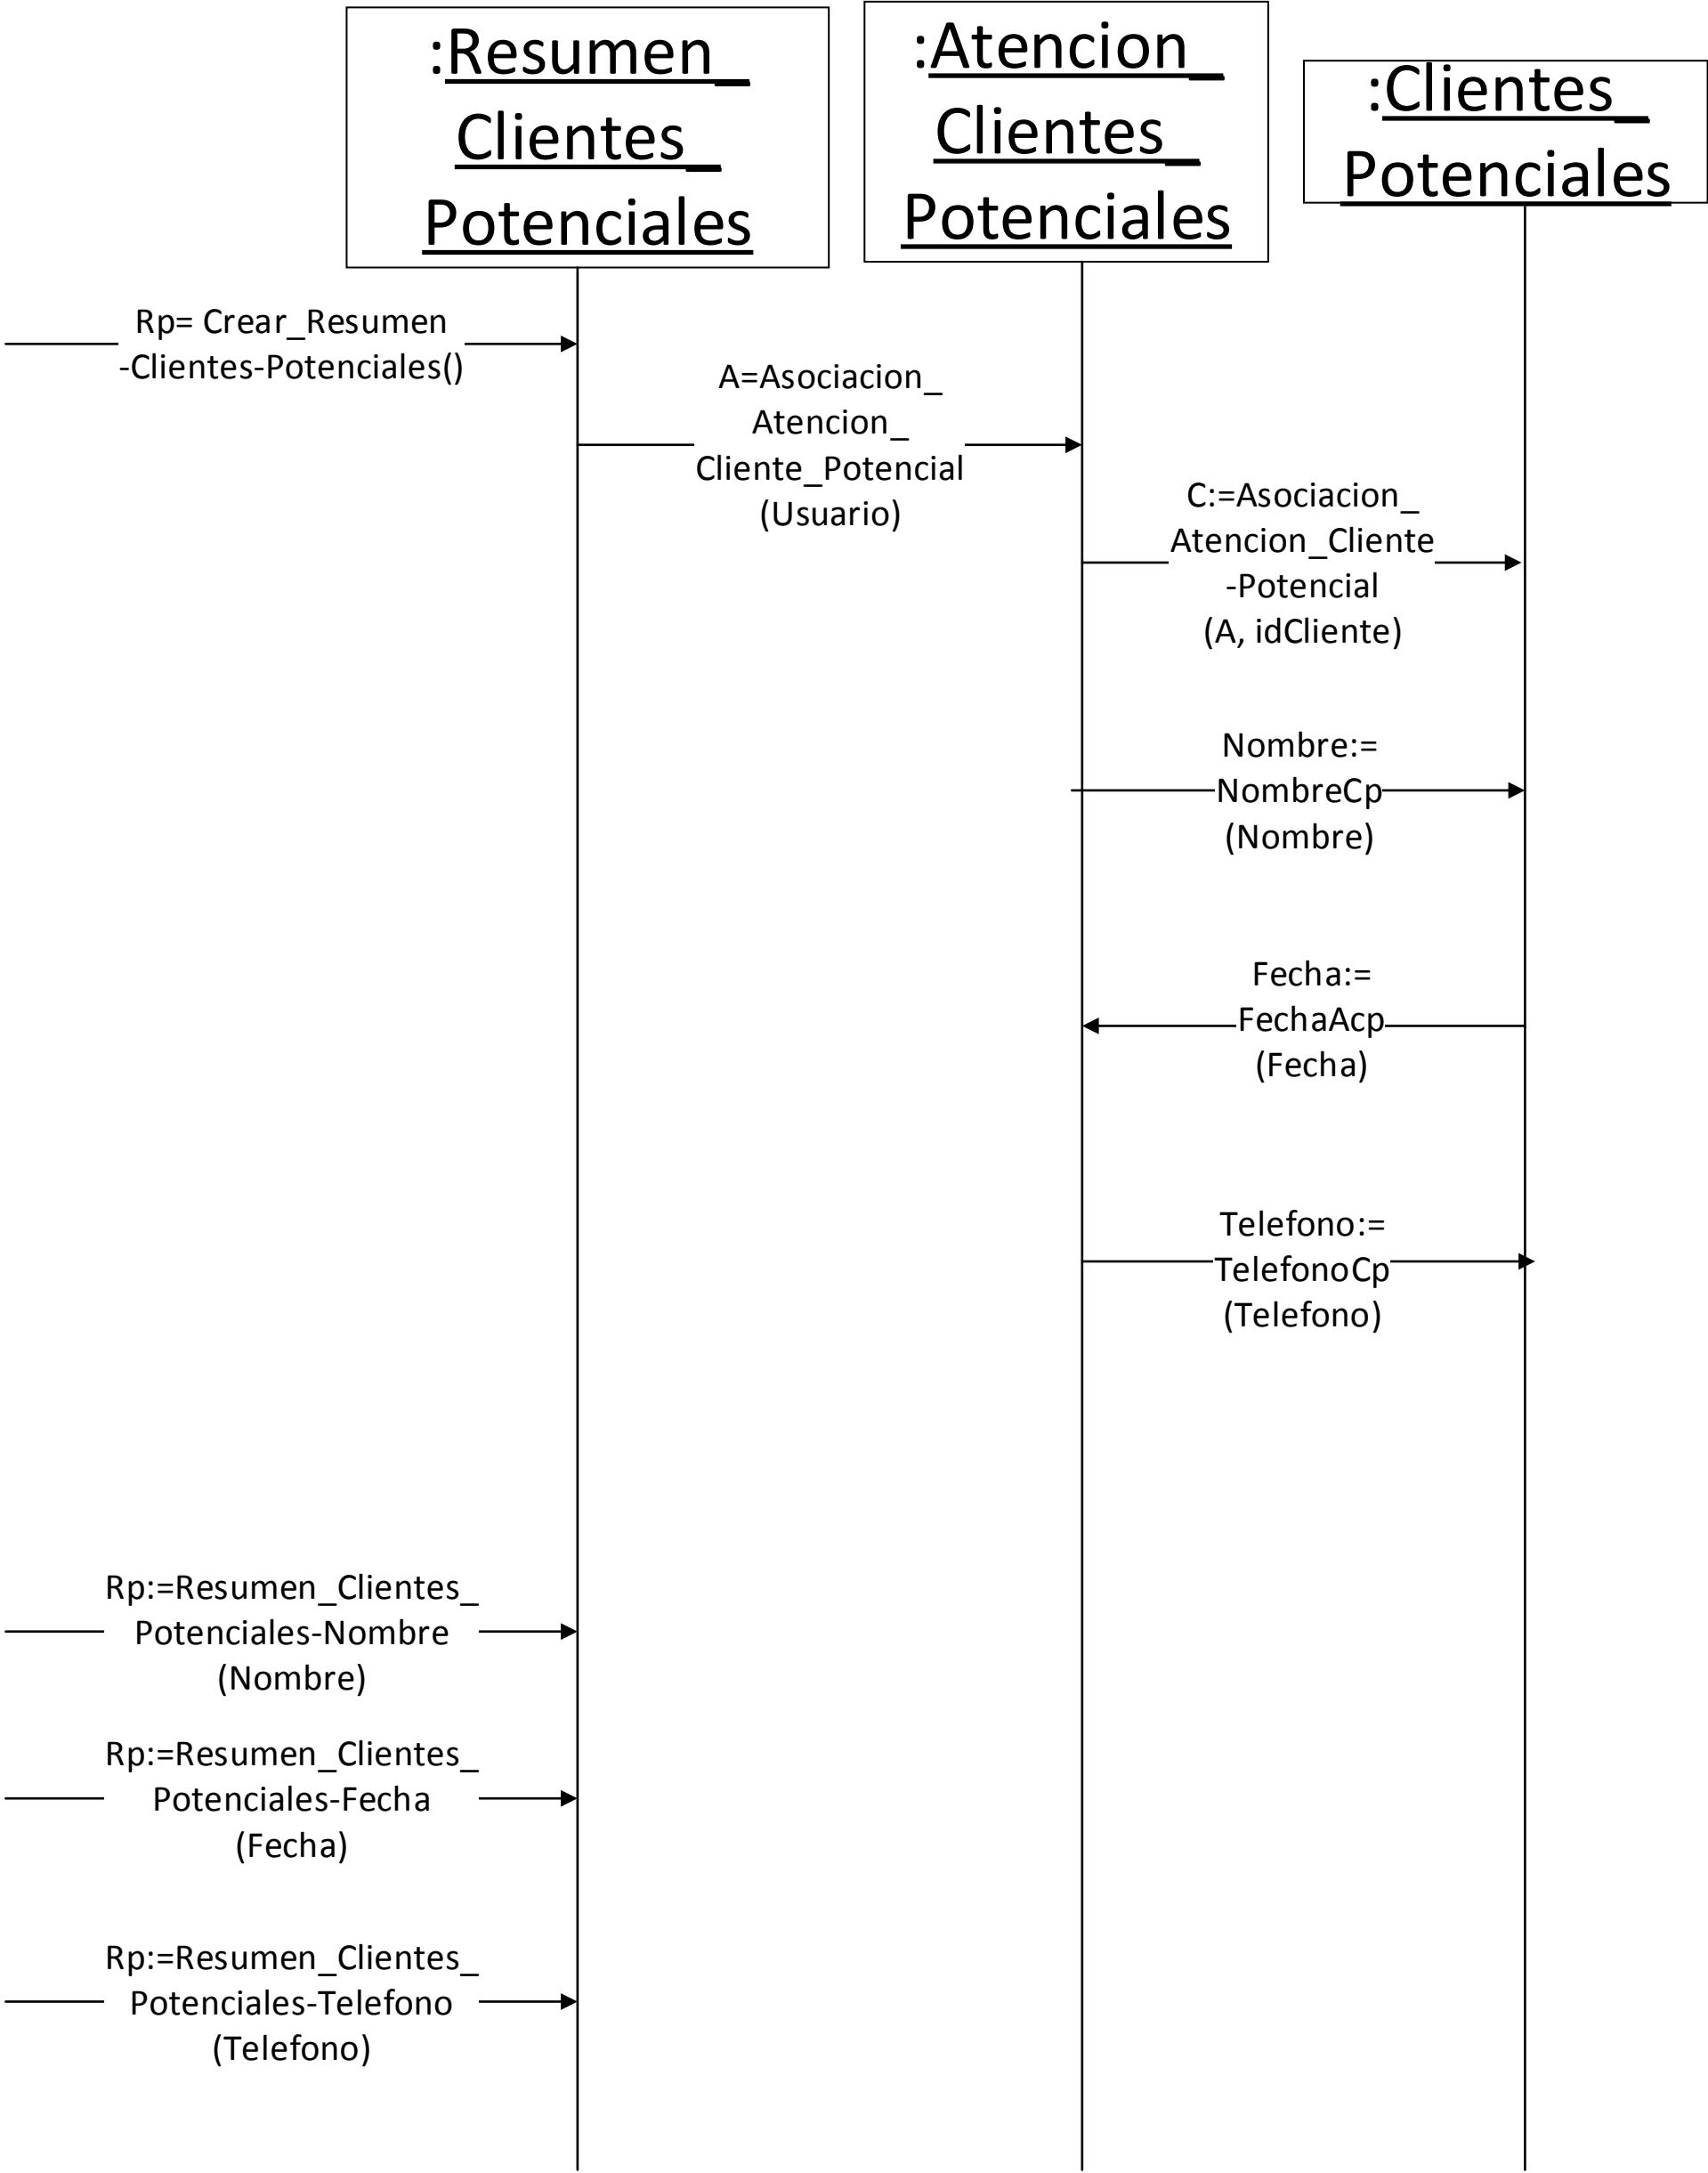 :Resumen_
Clientes_
Potenciales
:Atencion_
Clientes_
Potenciales
:Clientes_
Potenciales
Rp= Crear_Resumen
-Clientes-Potenciales()
A=Asociacion_
Atencion_
Cliente_Potencial
(Usuario)
C:=Asociacion_
Atencion_Cliente
-Potencial
(A, idCliente)
Nombre:=
NombreCp
(Nombre)
Fecha:=
FechaAcp
(Fecha)
Telefono:=
TelefonoCp
(Telefono)
Rp:=Resumen_Clientes_
Potenciales-Nombre
(Nombre)
Rp:=Resumen_Clientes_
Potenciales-Fecha
(Fecha)
Rp:=Resumen_Clientes_
Potenciales-Telefono
(Telefono)